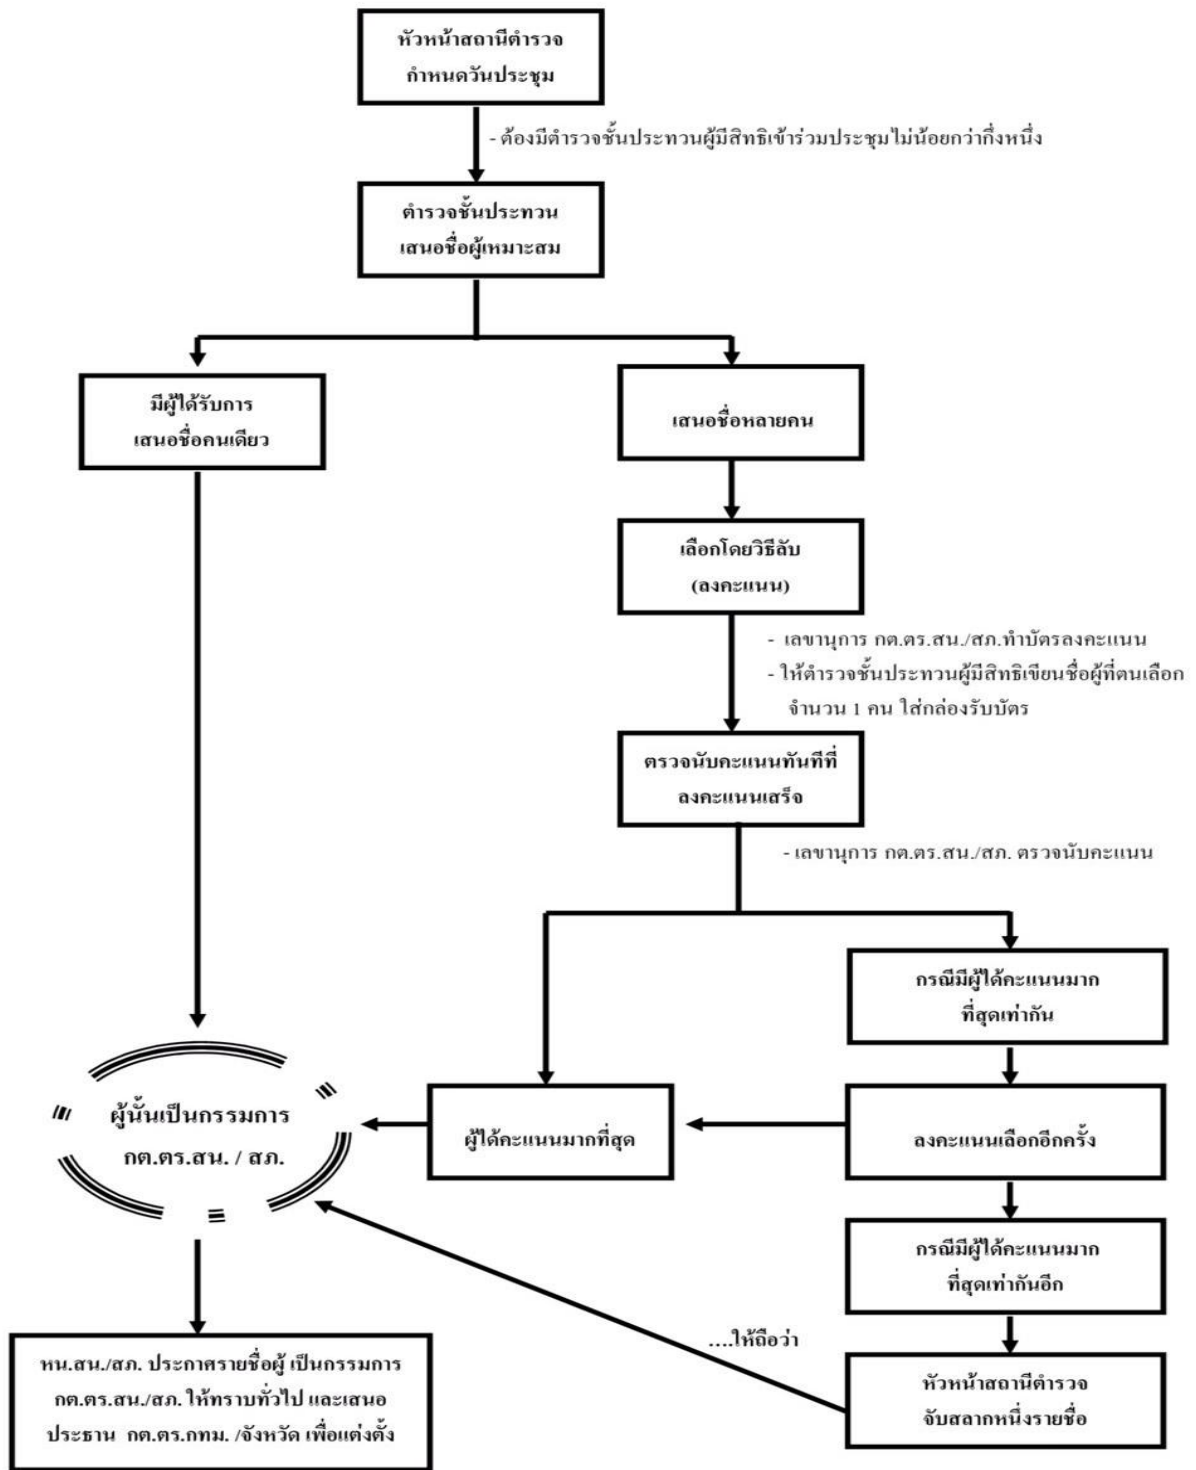 หัวหน้าสถานีตำรวจ
กำหนดวันประชุม
- ต้องมีตำรวจชั้นประทวนผู้มีสิทธิเข้าร่วมประชุมไม่น้อยกว่ากึ่งหนึ่ง
ตำรวจชั้นประทวน
เสนอชื่อผู้เหมาะสม
มีผู้ได้รับการ
เสนอชื่อคนเดียว
เสนอชื่อหลายคน
เลือกโดยวิธีลับ
(ลงคะแนน)
- เลขานุการ กต.ตร.สน./สภ.ทำบัตรลงคะแนน
- ให้ตำรวจชั้นประทวนผู้มีสิทธิเขียนชื่อผู้ที่ตนเลือก
จำนวน 1 คน ใส่กล่องรับบัตร
ตรวจนับคะแนนทันทีที่
ลงคะแนนเสร็จ
- เลขานุการ กต.ตร.สน./สภ. ตรวจนับคะแนน
กรณีมีผู้ได้คะแนนมาก
ที่สุดเท่ากัน
ผู้นั้นเป็นกรรมการ
กต.ตร.สน. / สภ.
ผู้ได้คะแนนมากที่สุด
ลงคะแนนเลือกอีกครั้ง
กรณีมีผู้ได้คะแนนมาก
ที่สุดเท่ากันอีก
....ให้ถือว่า
หัวหน้าสถานีตำรวจ
จับสลากหนึ่งรายชื่อ
หน.สน./สภ. ประกาศรายชื่อผู้ เป็นกรรมการ
กต.ตร.สน./สภ. ให้ทราบทั่วไป และเสนอ
ประธาน กต.ตร.กทม. /จังหวัด เพื่อแต่งตั้ง